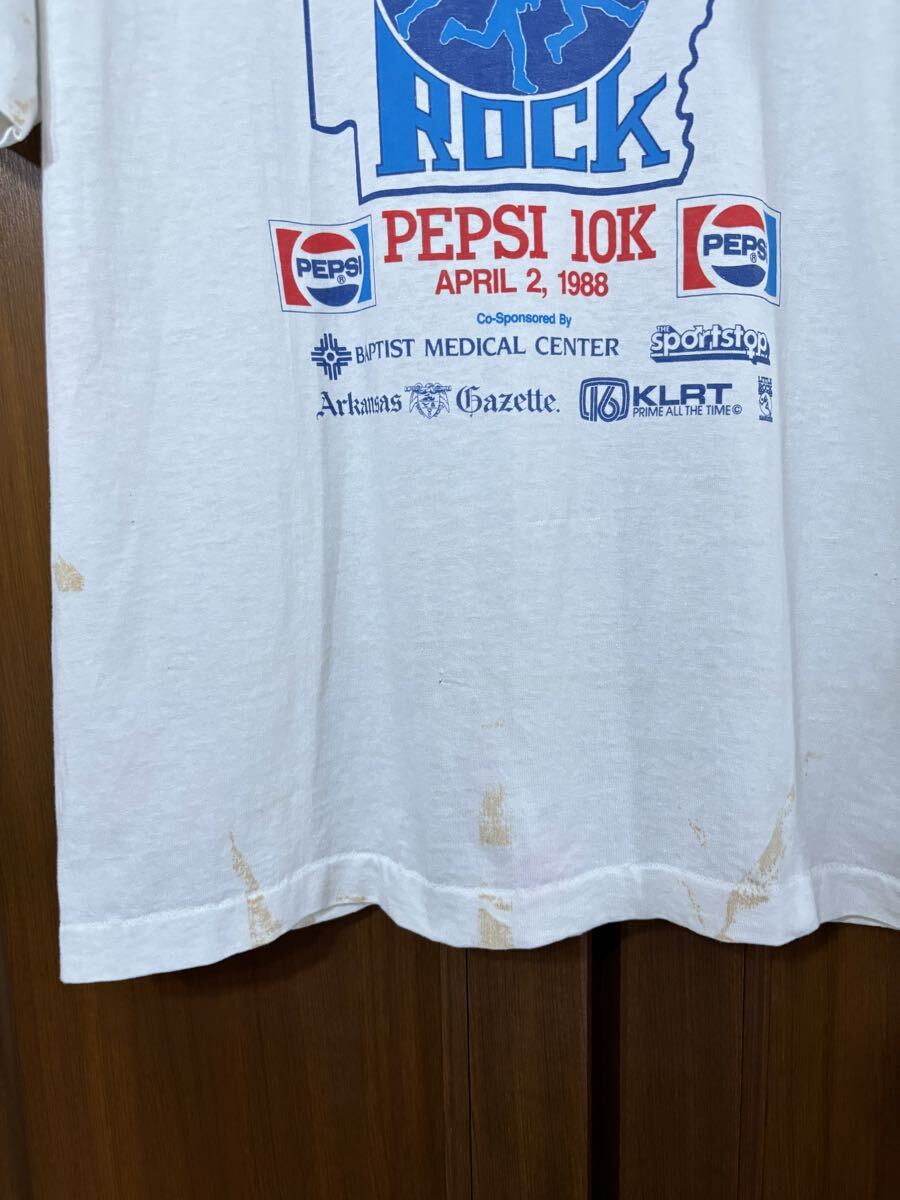 ROCK
PEPSI PEPSI 10K PEPSI
APRIL 2, 1988
Co-Sponsored By
BAPTIST MEDICAL CENTER THE sportstop
Arkansas Gazette. 16 KLRT
PRIME ALL THE TIME©